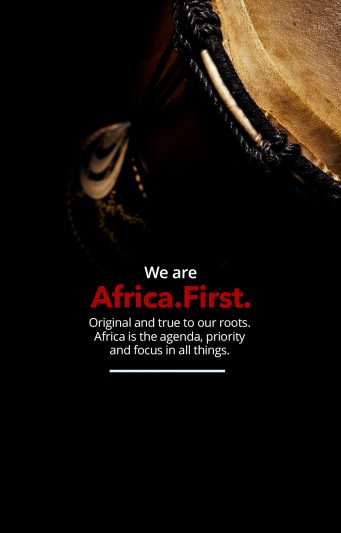 We are
Africa.First.
Original and true to our roots.
Africa is the agenda, priority
and focus in all things.